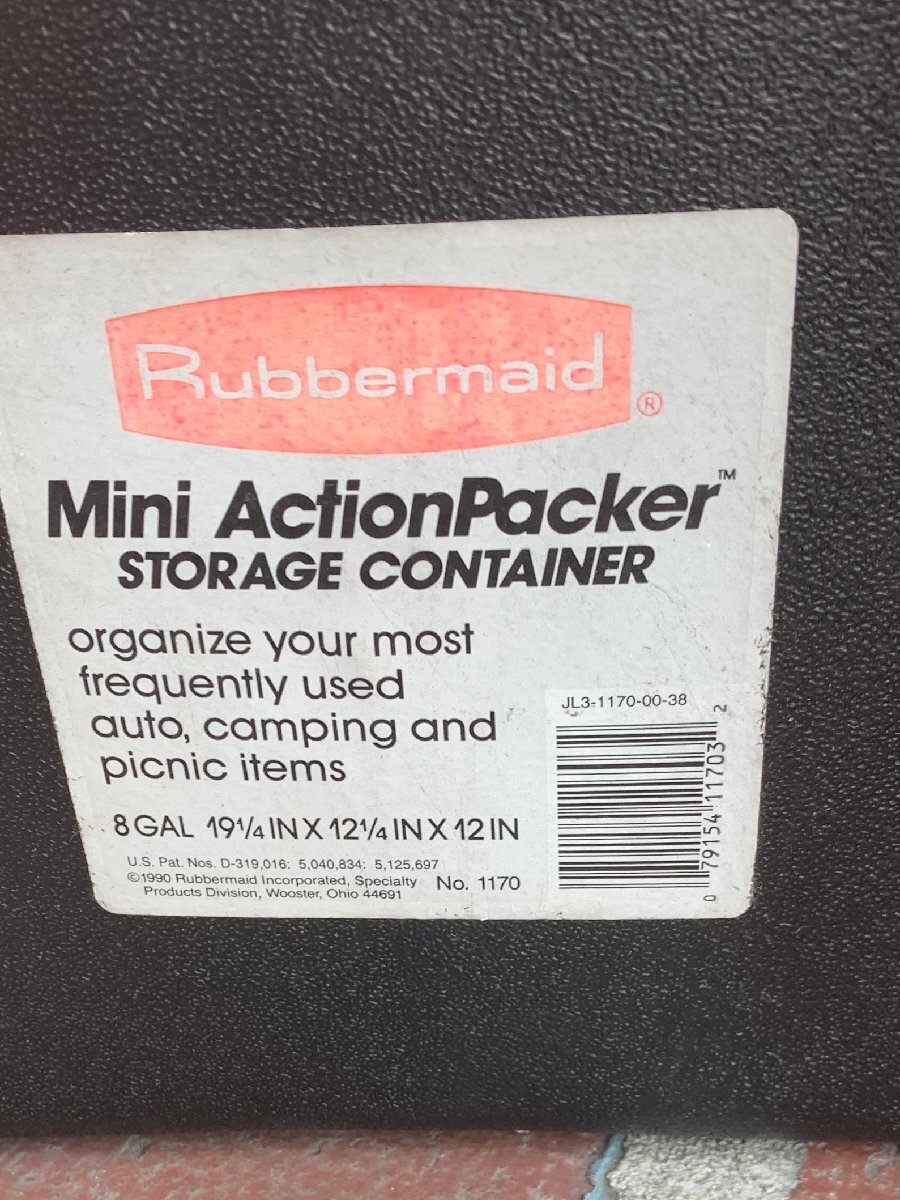 Rubbermaid®
Mini ActionPacker™
STORAGE CONTAINER
organize your most
frequently used
auto, camping and
picnic items
8 GAL 19¼ IN X 12¼ IN X 12 IN
U.S. Pat. Nos. D-319,016: 5,040,834: 5,125,697
©1990 Rubbermaid Incorporated, Specialty
Products Division, Wooster, Ohio 44691
No. 1170
JL3-1170-00-38
0 79154 11703 2